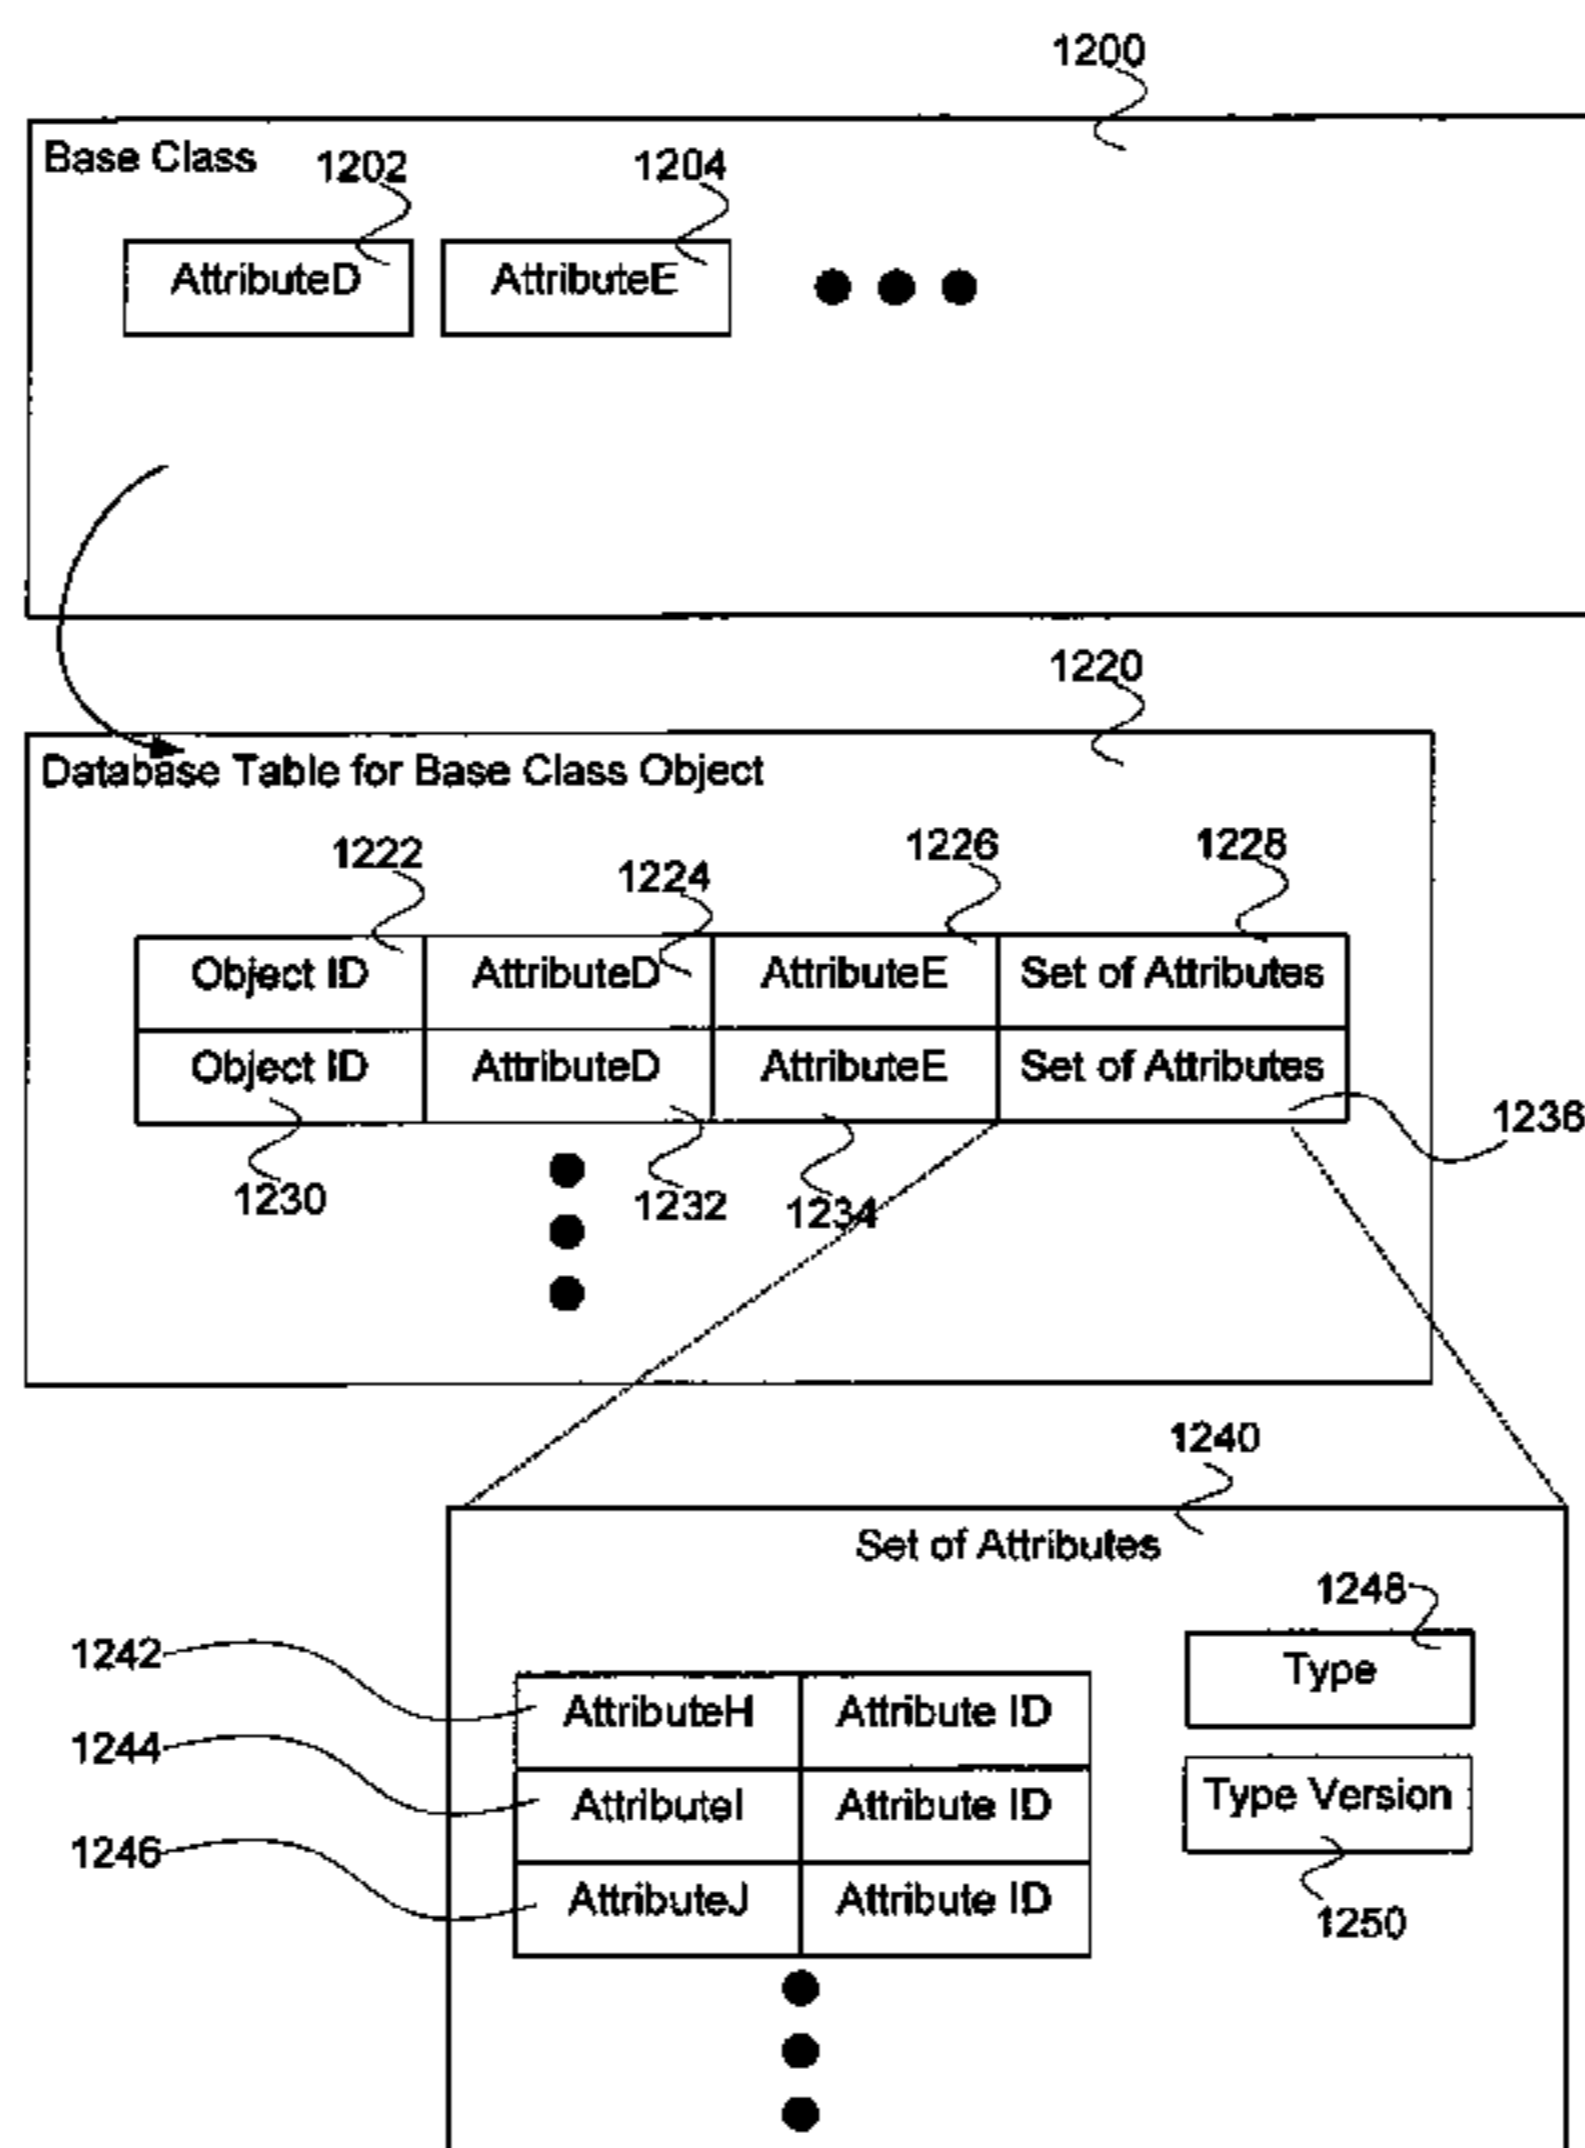 1200
Base Class
1202
1204
AttributeD
AttributeE
1220
Database Table for Base Class Object
1222
1224
1226
1228
Object ID
AttributeD
AttributeE
Set of Attributes
Object ID
AttributeD
AttributeE
Set of Attributes
1236
1230
1232
1234
1240
Set of Attributes
1248
Type
1242
AttributeH
Attribute ID
1244
AttributeI
Attribute ID
Type Version
1246
AttributeJ
Attribute ID
1250